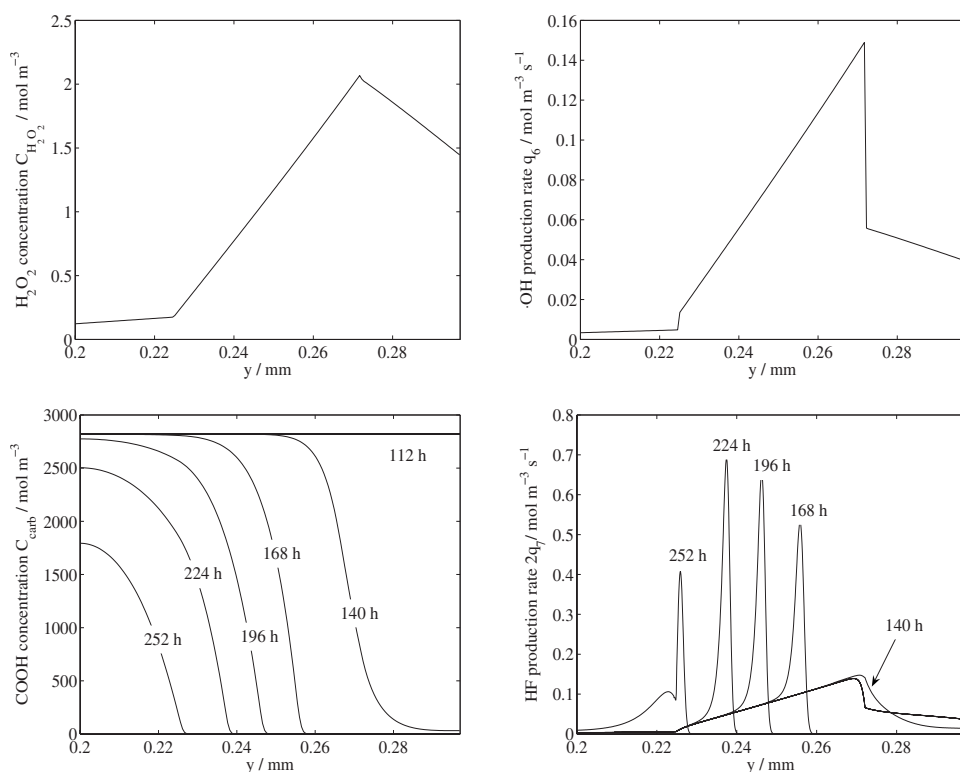 2.5
2
1.5
1
0.5
0
0.2
0.22
0.24
0.26
0.28
y / mm
H₂O₂ concentration C_H₂O₂ / mol m⁻³
0.16
0.14
0.12
0.1
0.08
0.06
0.04
0.02
0
0.2
0.22
0.24
0.26
0.28
y / mm
·OH production rate q₆ / mol m⁻³ s⁻¹
3000
2500
2000
1500
1000
500
0
0.2
0.22
0.24
0.26
0.28
y / mm
COOH concentration C_carb / mol m⁻³
112 h
168 h
224 h
140 h
196 h
252 h
0.8
0.7
0.6
0.5
0.4
0.3
0.2
0.1
0
0.2
0.22
0.24
0.26
0.28
y / mm
HF production rate 2q₇/ mol m⁻³ s⁻¹
224 h
196 h
168 h
252 h
140 h